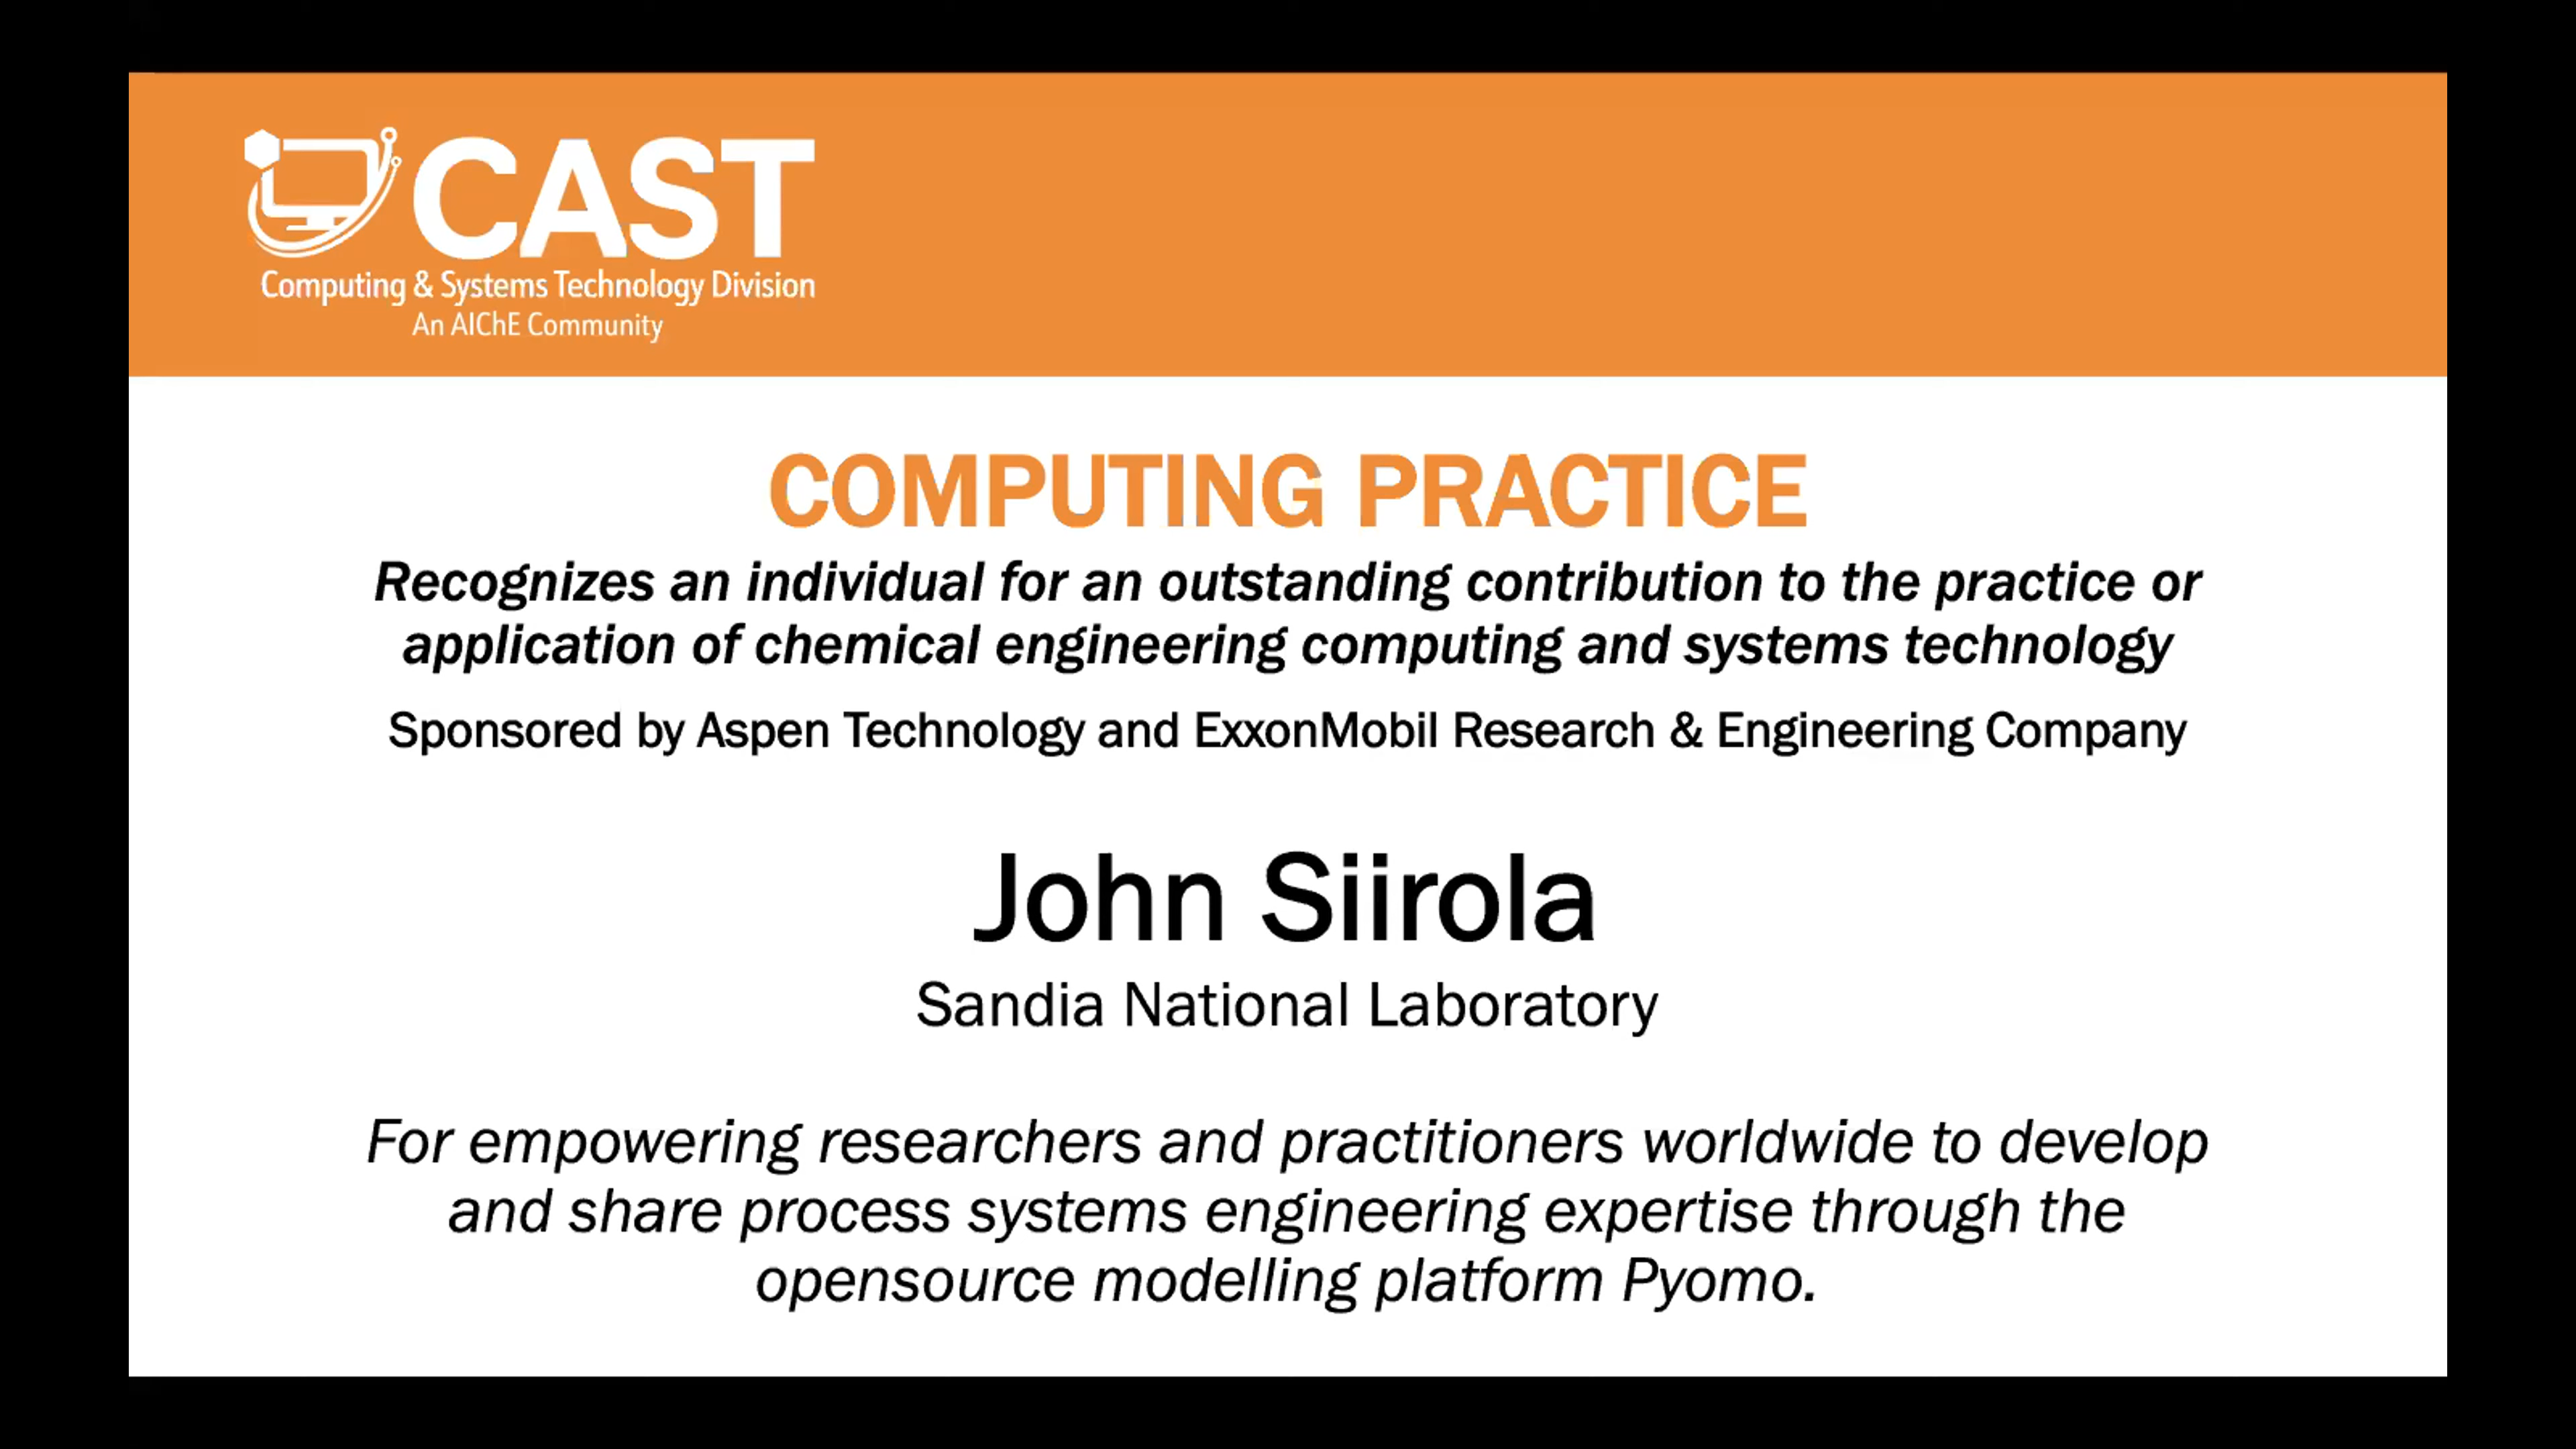 CAST
Computing & Systems Technology Division
An AIChE Community
COMPUTING PRACTICE
Recognizes an individual for an outstanding contribution to the practice or
application of chemical engineering computing and systems technology
Sponsored by Aspen Technology and ExxonMobil Research & Engineering Company
John Siirola
Sandia National Laboratory
For empowering researchers and practitioners worldwide to develop
and share process systems engineering expertise through the
opensource modelling platform Pyomo.